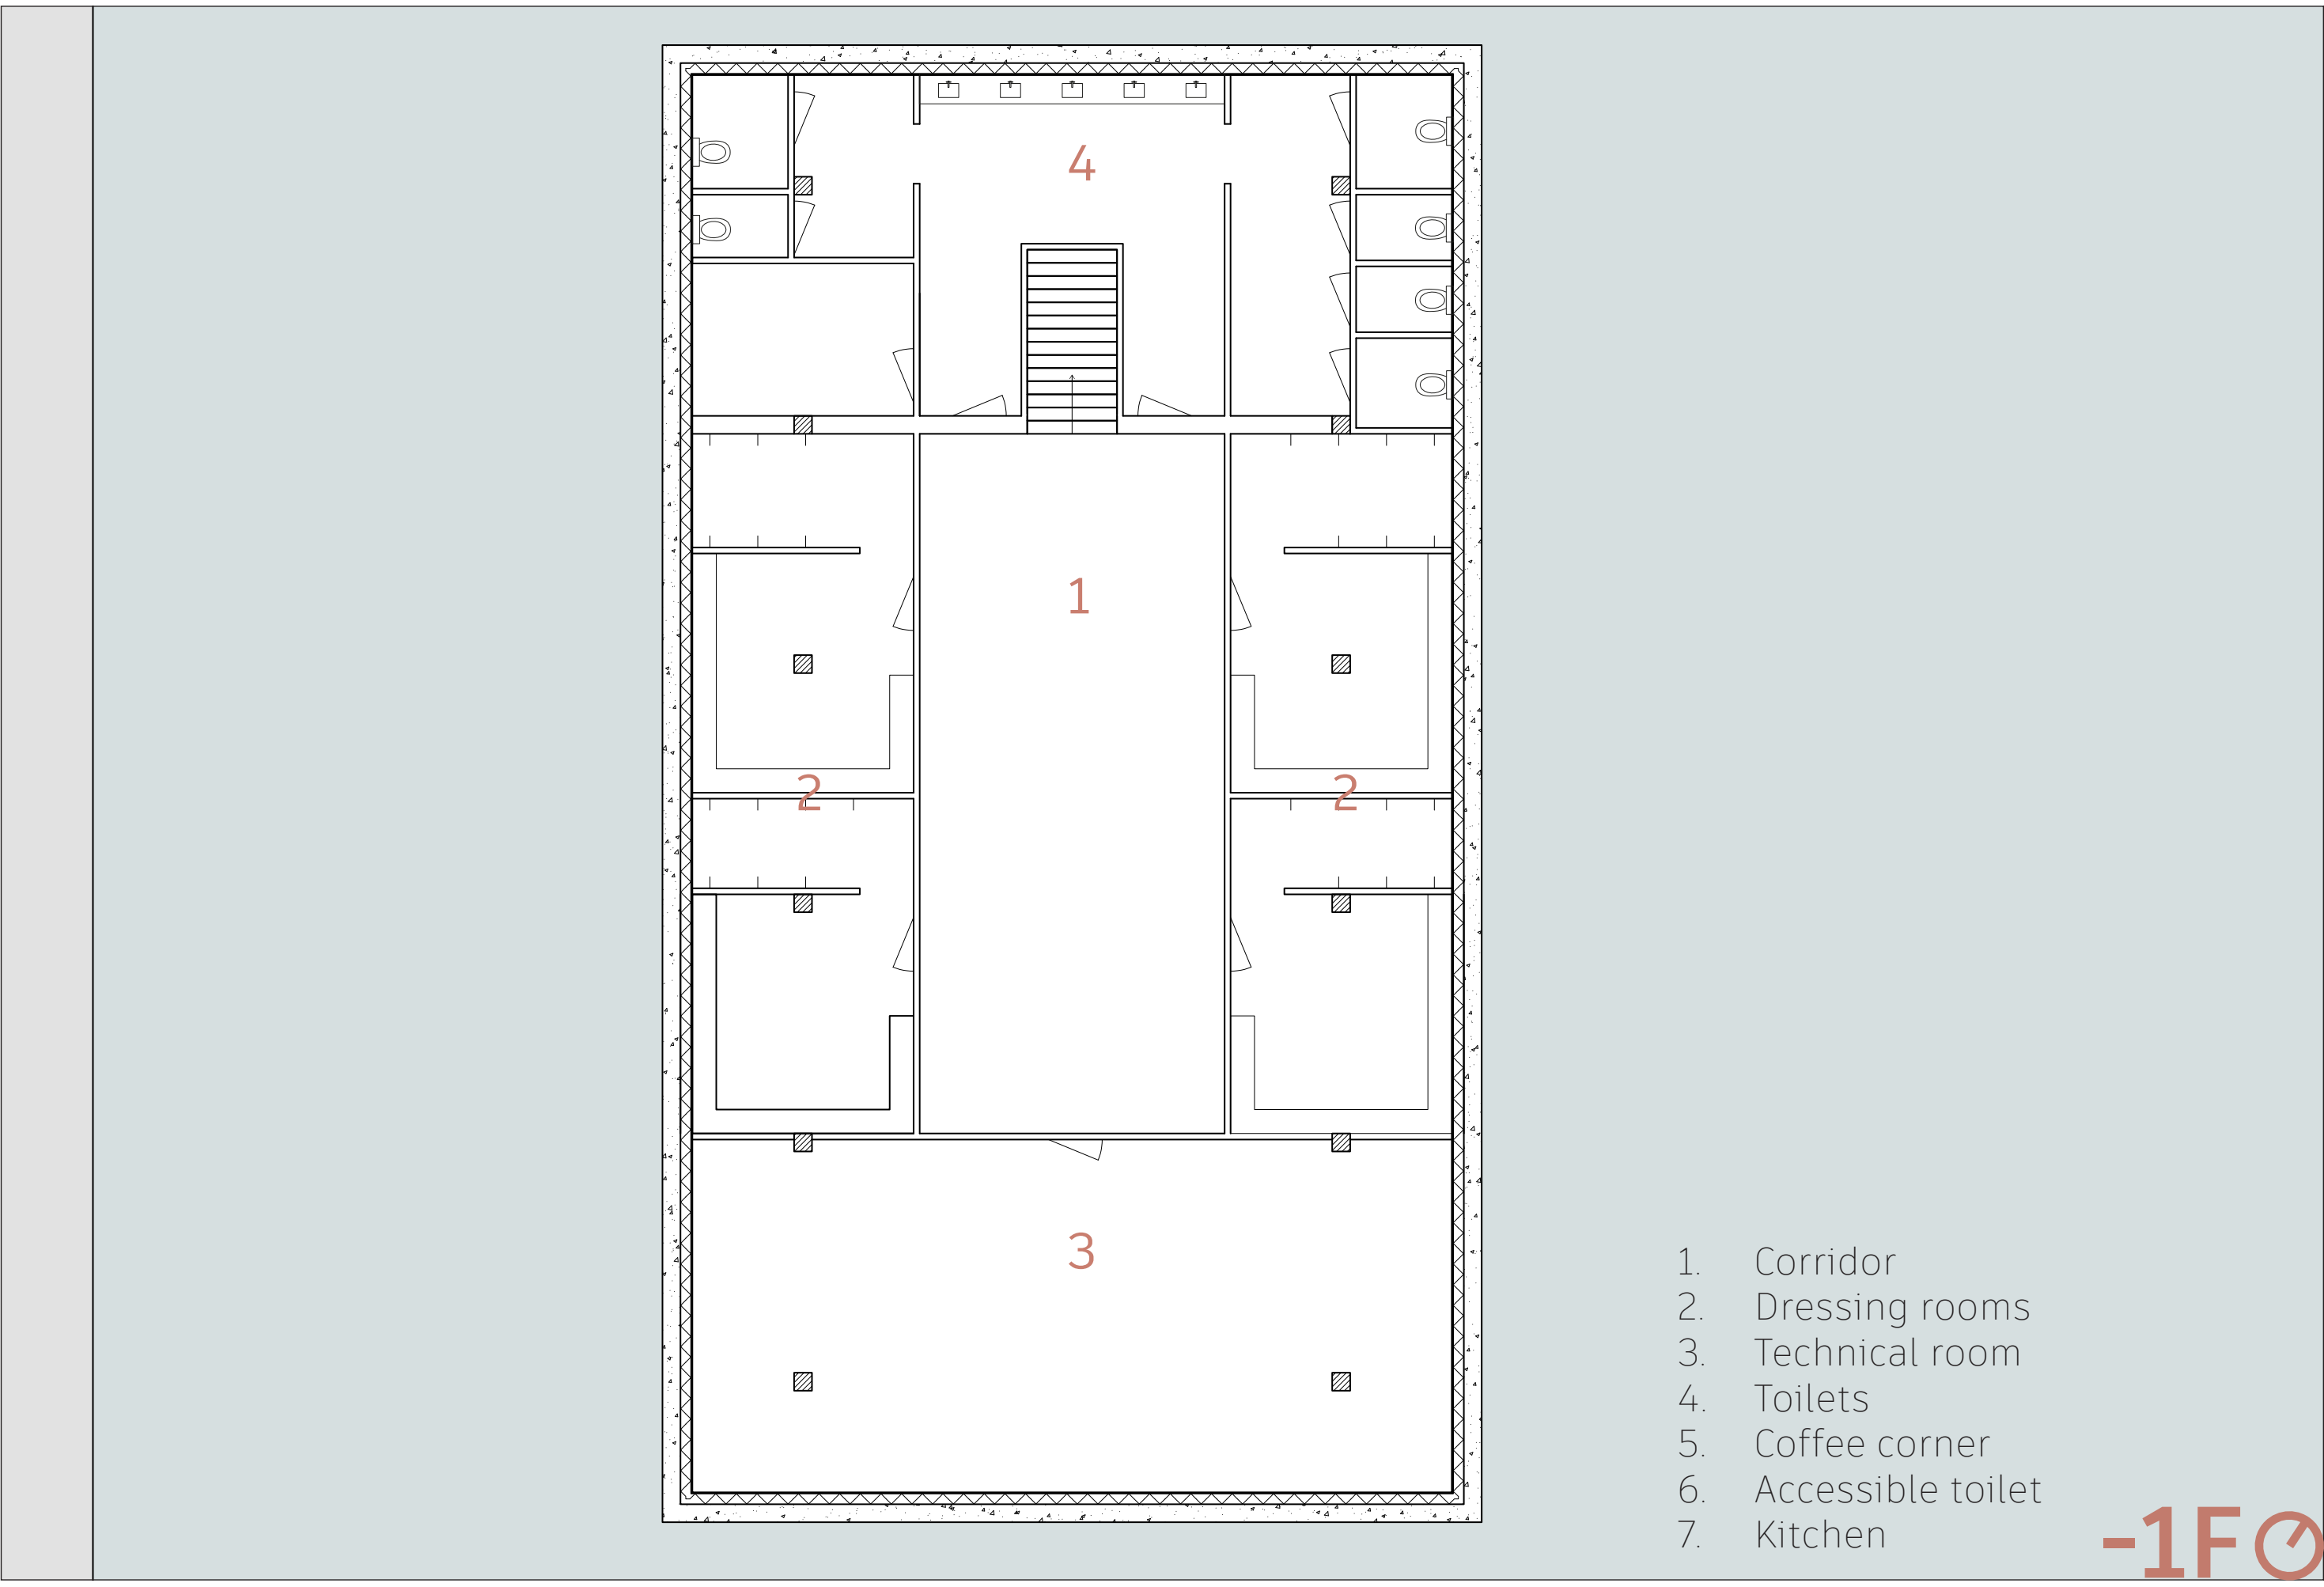 4
1
2 2
3
1. Corridor
2. Dressing rooms
3. Technical room
4. Toilets
5. Coffee corner
6. Accessible toilet
7. Kitchen
-1F